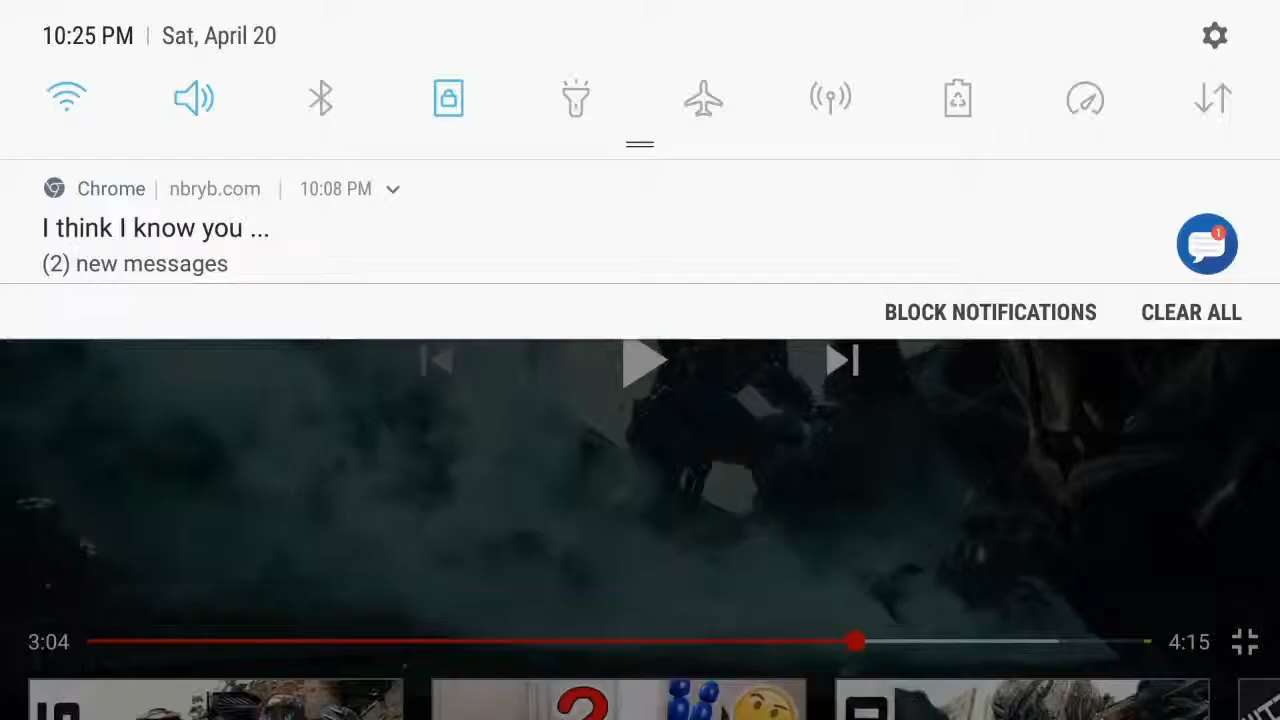 10:25 PM | Sat, April 20
Chrome | nbryb.com | 10:08 PM
I think I know you ...
1
(2) new messages
BLOCK NOTIFICATIONS CLEAR ALL
3:04 4:15
?